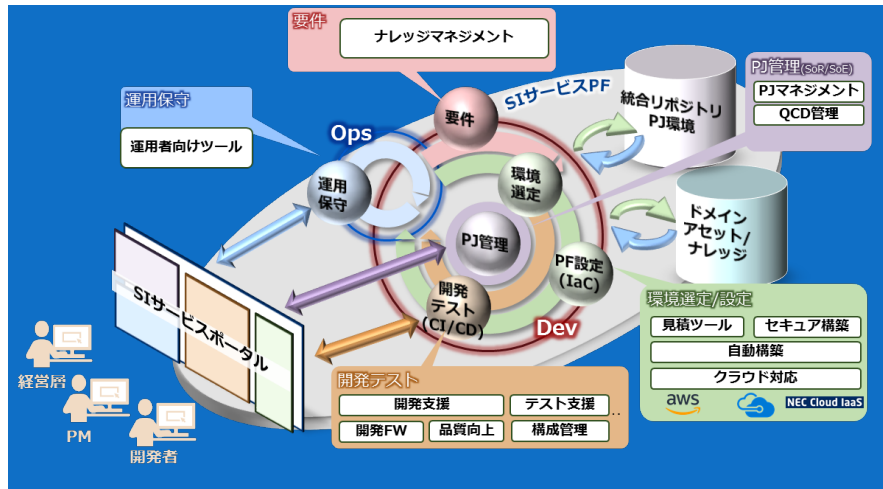 要件
ナレッジマネジメント
運用保守
運用者向けツール
Ops
要件
SIサービスPF
統合リポジトリ
PJ環境
PJ管理(SoR/SoE)
PJマネジメント
QCD管理
運用
保守
環境
選定
PJ管理
ドメイン
アセット/
ナレッジ
PF設定
(IaC)
開発
テスト
(CI/CD)
Dev
SIサービスポータル
環境選定/設定
見積ツール
セキュア構築
自動構築
クラウド対応
aws
NEC Cloud IaaS
開発テスト
開発支援
テスト支援
開発FW
品質向上
構成管理
‥
経営層
PM
開発者